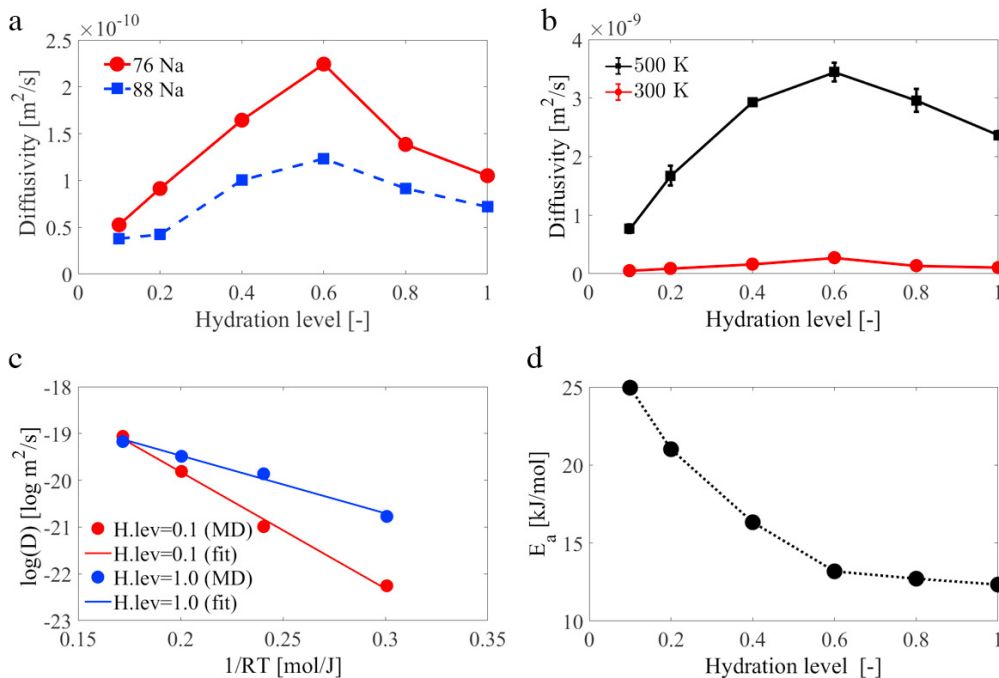 a
×10⁻¹⁰
2.5
2
1.5
1
0.5
0
Diffusivity [m²/s]
76 Na
88 Na
0 0.2 0.4 0.6 0.8 1
Hydration level [-]
b
×10⁻⁹
4
3
2
1
0
Diffusivity [m²/s]
500 K
300 K
0 0.2 0.4 0.6 0.8 1
Hydration level [-]
c
-18
-19
-20
-21
-22
-23
log(D) [log m²/s]
H.lev=0.1 (MD)
H.lev=0.1 (fit)
H.lev=1.0 (MD)
H.lev=1.0 (fit)
0.15 0.2 0.25 0.3 0.35
1/RT [mol/J]
d
25
20
15
10
Eₐ [kJ/mol]
0 0.2 0.4 0.6 0.8 1
Hydration level [-]